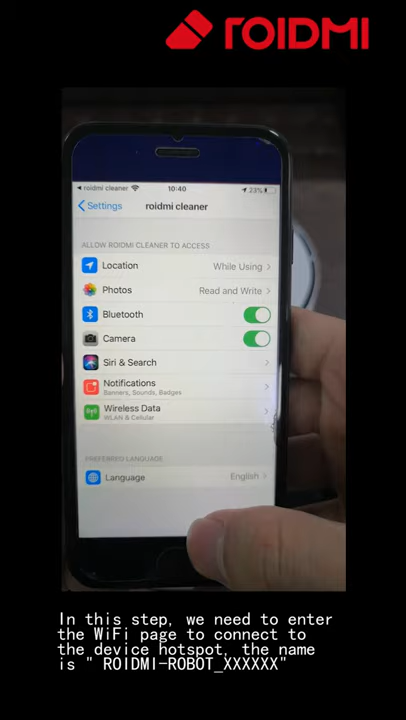 ROIDMI
roidmi cleaner
10:40
23%
Settings
roidmi cleaner
ALLOW ROIDMI CLEANER TO ACCESS
Location
While Using
Photos
Read and Write
Bluetooth
Camera
Siri & Search
Notifications
Banners, Sounds, Badges
Wireless Data
WLAN & Cellular
PREFERRED LANGUAGE
Language
English
In this step, we need to enter
the WiFi page to connect to
the device hotspot, the name
is " ROIDMI-ROBOT_XXXXXX"